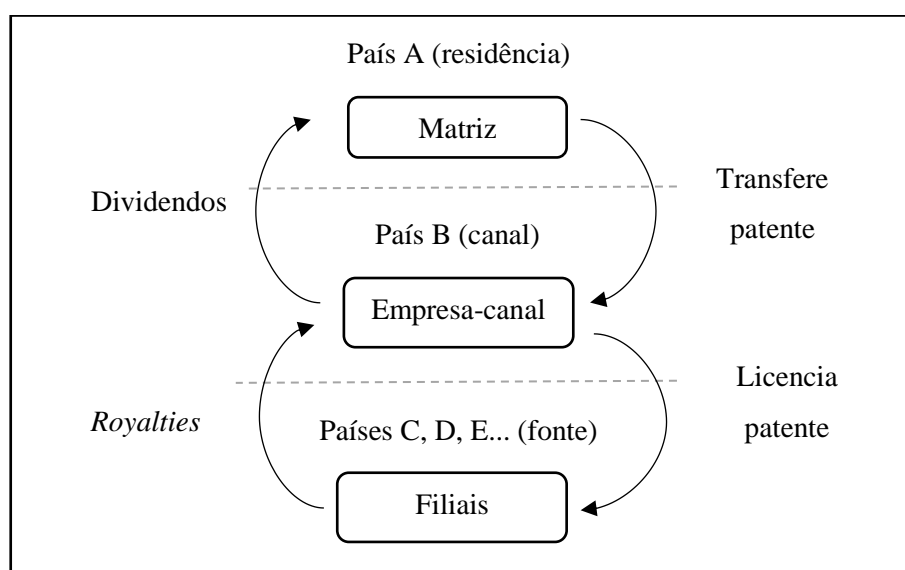 País A (residência)
Matriz
Dividendos
Transfere
patente
País B (canal)
Empresa-canal
Licencia
patente
Royalties
Países C, D, E... (fonte)
Filiais